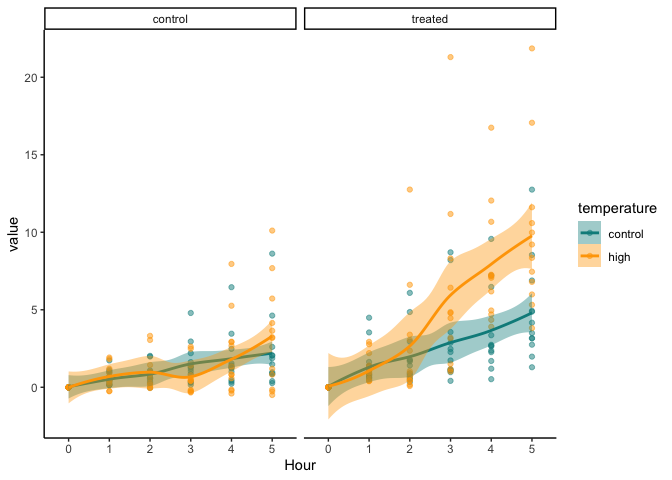 control treated
20
15
10
5
0
value
0 1 2 3 4 5 0 1 2 3 4 5
Hour
temperature
control
high